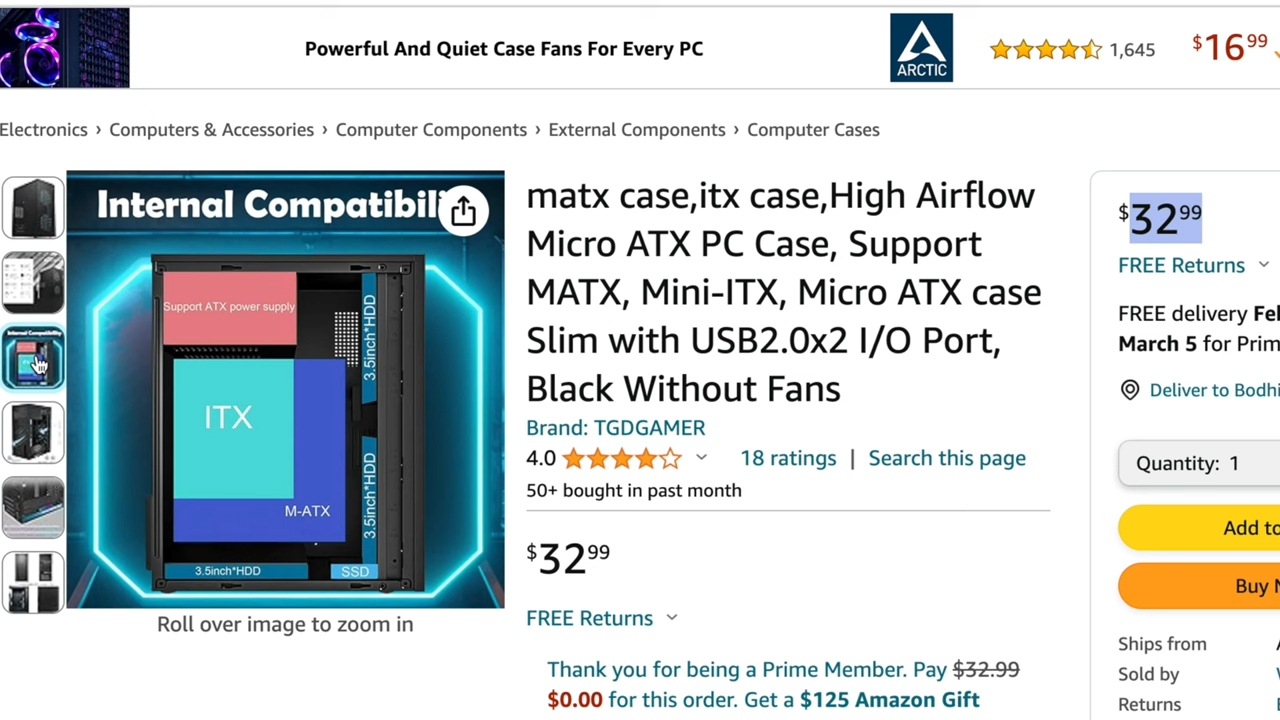 Powerful And Quiet Case Fans For Every PC
ARCTIC
1,645
$16 99
Electronics › Computers & Accessories › Computer Components › External Components › Computer Cases
Internal Compatibili
Support ATX power supply
3.5inch*HDD
ITX
M-ATX
3.5inch*HDD
3.5inch*HDD
SSD
Roll over image to zoom in
matx case,itx case,High Airflow
Micro ATX PC Case, Support
MATX, Mini-ITX, Micro ATX case
Slim with USB2.0x2 I/O Port,
Black Without Fans
Brand: TGDGAMER
4.0
18 ratings | Search this page
50+ bought in past month
$32 99
FREE Returns
Thank you for being a Prime Member. Pay $32.99
$0.00 for this order. Get a $125 Amazon Gift
$32 99
FREE Returns
FREE delivery Fel
March 5 for Prim
Deliver to Bodhi
Quantity: 1
Add to
Buy
Ships from
Sold by
Returns